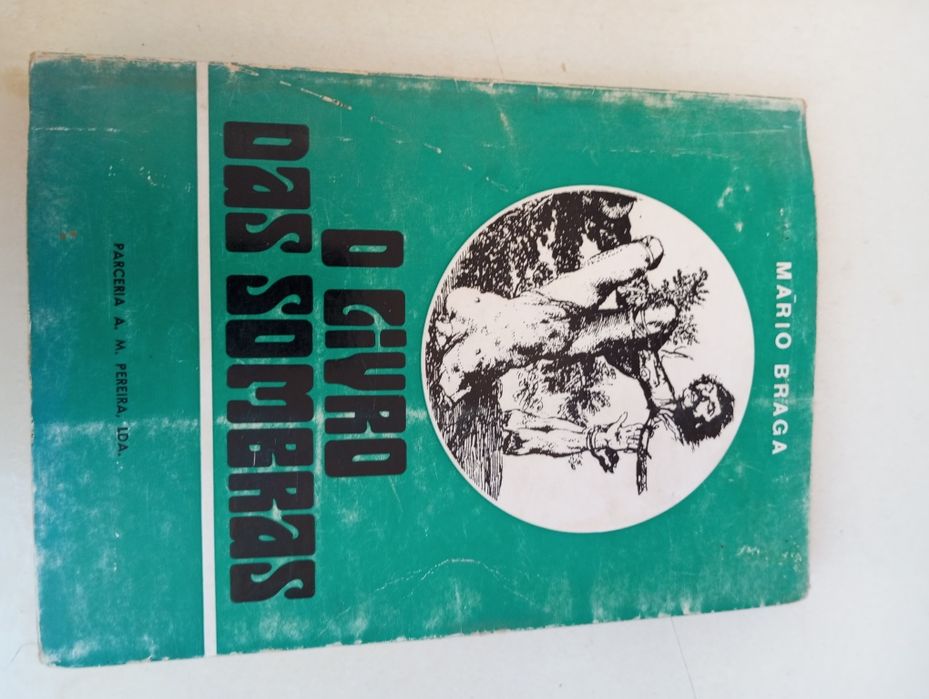 MÁRIO BRAGA
O LIVRO
DAS SOMBRAS
PARCERIA A. M. PEREIRA, LDA.